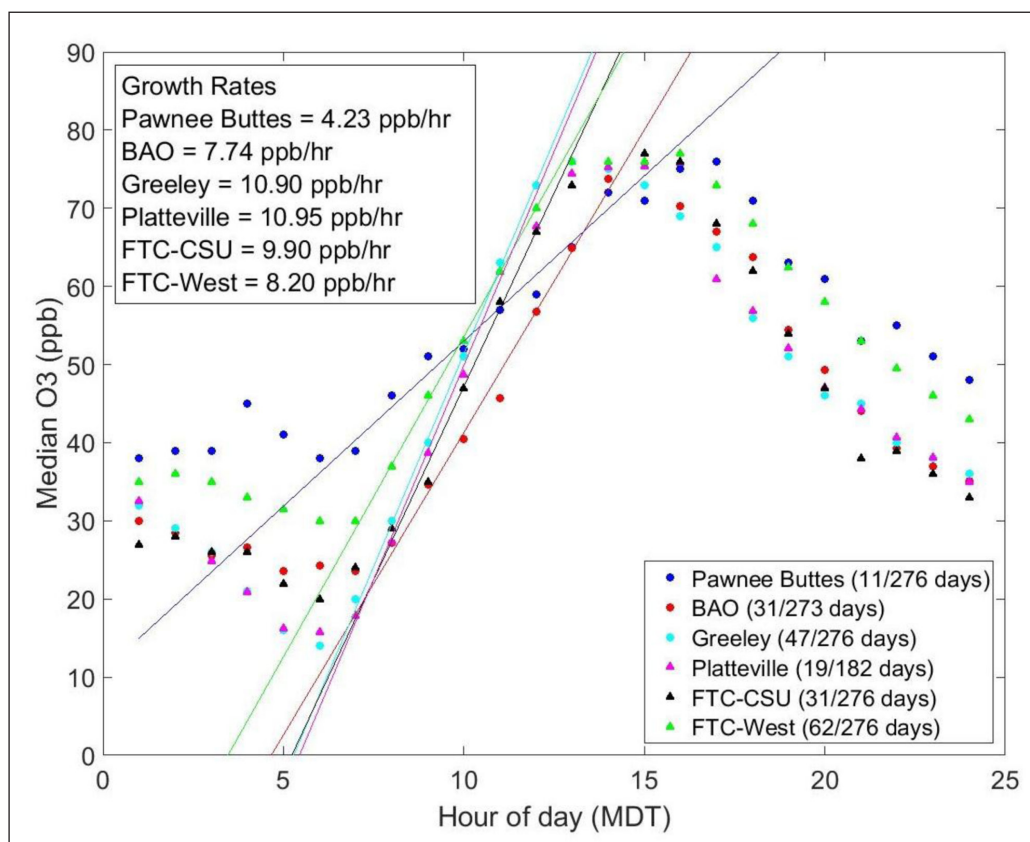 90
80
70
60
50
40
30
20
10
0
Median O3 (ppb)
Growth Rates
Pawnee Buttes = 4.23 ppb/hr
BAO = 7.74 ppb/hr
Greeley = 10.90 ppb/hr
Platteville = 10.95 ppb/hr
FTC-CSU = 9.90 ppb/hr
FTC-West = 8.20 ppb/hr
Pawnee Buttes (11/276 days)
BAO (31/273 days)
Greeley (47/276 days)
Platteville (19/182 days)
FTC-CSU (31/276 days)
FTC-West (62/276 days)
0 5 10 15 20 25
Hour of day (MDT)